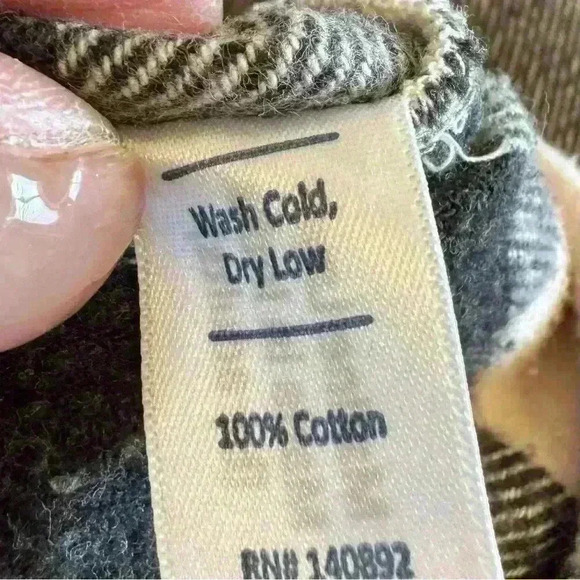 Wash Cold,
Dry Low
100% Cotton
RN# 140892